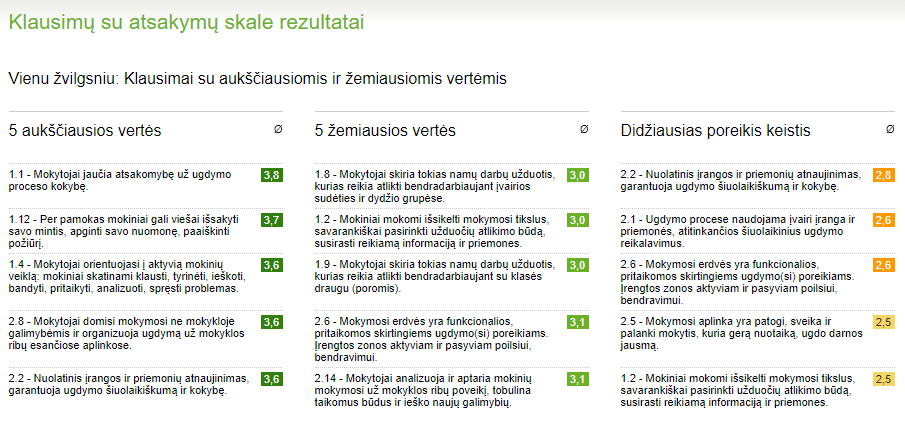 Klausimų su atsakymų skale rezultatai
Vienu žvilgsniu: Klausimai su aukščiausiomis ir žemiausiomis vertėmis
5 aukščiausios vertės Ø
1.1 - Mokytojai jaučia atsakomybę už ugdymo 3,8
proceso kokybę.
1.12 - Per pamokas mokiniai gali viešai išsakyti 3,7
savo mintis, apginti savo nuomonę, paaiškinti
požiūrį.
1.4 - Mokytojai orientuojasi į aktyvią mokinių 3,6
veiklą: mokiniai skatinami klausti, tyrinėti, ieškoti,
bandyti, pritaikyti, analizuoti, spręsti problemas.
2.8 - Mokytojai domisi mokymosi ne mokykloje 3,6
galimybėmis ir organizuoja ugdymą už mokyklos
ribų esančiose aplinkose.
2.2 - Nuolatinis įrangos ir priemonių atnaujinimas, 3,6
garantuoja ugdymo šiuolaikiškumą ir kokybę.
5 žemiausios vertės Ø
1.8 - Mokytojai skiria tokias namų darbų užduotis, 3,0
kurias reikia atlikti bendradarbiaujant įvairios
sudėties ir dydžio grupėse.
1.2 - Mokiniai mokomi išsikelti mokymosi tikslus, 3,0
savarankiškai pasirinkti užduočių atlikimo būdą,
susirasti reikiamą informaciją ir priemones.
1.9 - Mokytojai skiria tokias namų darbų užduotis, 3,0
kurias reikia atlikti bendradarbiaujant su klasės
draugu (poromis).
2.6 - Mokymosi erdvės yra funkcionalios, 3,1
pritaikomos skirtingiems ugdymo(si) poreikiams.
Įrengtos zonos aktyviam ir pasyviam poilsiui,
bendravimui.
2.14 - Mokytojai analizuoja ir aptaria mokinių 3,1
mokymosi už mokyklos ribų poveikį, tobulina
taikomus būdus ir ieško naujų galimybių.
Didžiausias poreikis keistis Ø
2.2 - Nuolatinis įrangos ir priemonių atnaujinimas, 2,8
garantuoja ugdymo šiuolaikiškumą ir kokybę.
2.1 - Ugdymo procese naudojama įvairi įranga ir 2,6
priemonės, atitinkančios šiuolaikinius ugdymo
reikalavimus.
2.6 - Mokymosi erdvės yra funkcionalios, 2,6
pritaikomos skirtingiems ugdymo(si) poreikiams.
Įrengtos zonos aktyviam ir pasyviam poilsiui,
bendravimui.
2.5 - Mokymosi aplinka yra patogi, sveika ir 2,5
palanki mokytis, kuria gerą nuotaiką, ugdo darnos
jausmą.
1.2 - Mokiniai mokomi išsikelti mokymosi tikslus, 2,5
savarankiškai pasirinkti užduočių atlikimo būdą,
susirasti reikiamą informaciją ir priemones.